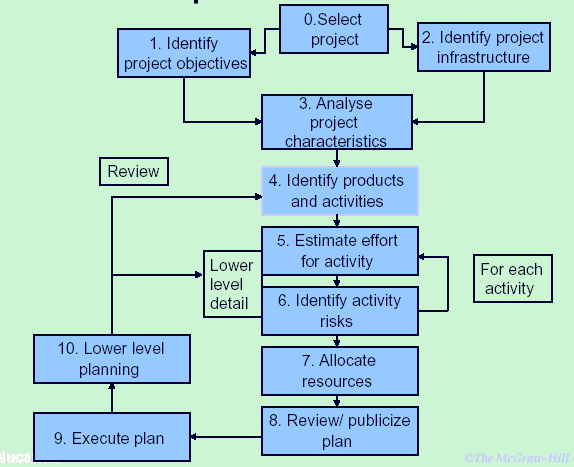 0.Select
project
1. Identify
project objectives
2. Identify project
infrastructure
3. Analyse
project
characteristics
Review
4. Identify products
and activities
5. Estimate effort
for activity
Lower
level
detail
For each
activity
6. Identify activity
risks
10. Lower level
planning
7. Allocate
resources
8. Review/ publicize
plan
9. Execute plan
©The McGraw-Hill